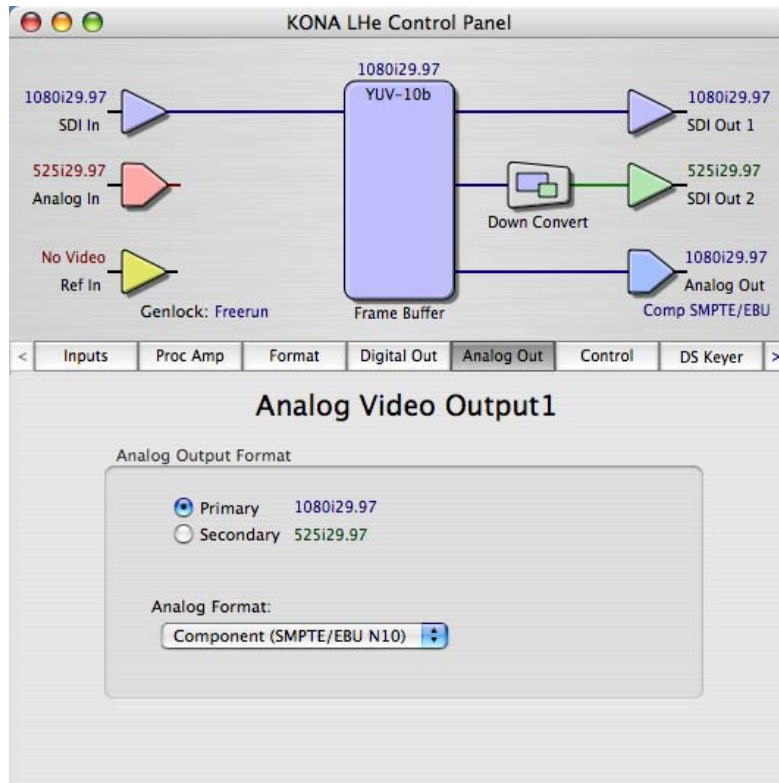 KONA LHe Control Panel
1080i29.97
YUV-10b
1080i29.97
SDI In
1080i29.97
SDI Out 1
525i29.97
Analog In
Down Convert
525i29.97
SDI Out 2
No Video
Ref In
Genlock: Freerun
Frame Buffer
1080i29.97
Analog Out
Comp SMPTE/EBU
< Inputs Proc Amp Format Digital Out Analog Out Control DS Keyer >
Analog Video Output1
Analog Output Format
Primary 1080i29.97
Secondary 525i29.97
Analog Format:
Component (SMPTE/EBU N10)